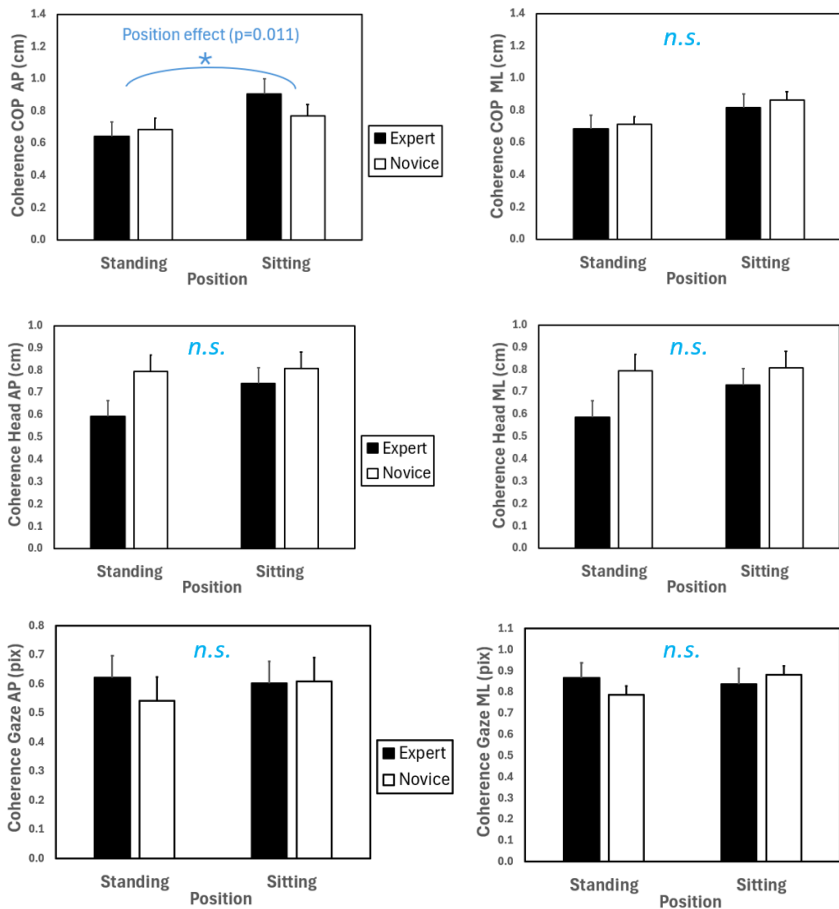 Coherence COP AP (cm)
1.4
1.2
1.0
0.8
0.6
0.4
0.2
0.0
Position effect (p=0.011)
*
Standing
Sitting
Position
Expert
Novice
Coherence COP ML (cm)
1.4
1.2
1.0
0.8
0.6
0.4
0.2
0.0
n.s.
Standing
Sitting
Position
Coherence Head AP (cm)
1.0
0.9
0.8
0.7
0.6
0.5
0.4
0.3
0.2
0.1
0.0
n.s.
Standing
Sitting
Position
Expert
Novice
Coherence Head ML (cm)
1.0
0.9
0.8
0.7
0.6
0.5
0.4
0.3
0.2
0.1
0.0
n.s.
Standing
Sitting
Position
Coherence Gaze AP (pix)
0.8
0.7
0.6
0.5
0.4
0.3
0.2
0.1
0.0
n.s.
Standing
Sitting
Position
Expert
Novice
Coherence Gaze ML (pix)
1.1
1.0
0.9
0.8
0.7
0.6
0.5
0.4
0.3
0.2
0.1
0.0
n.s.
Standing
Sitting
Position